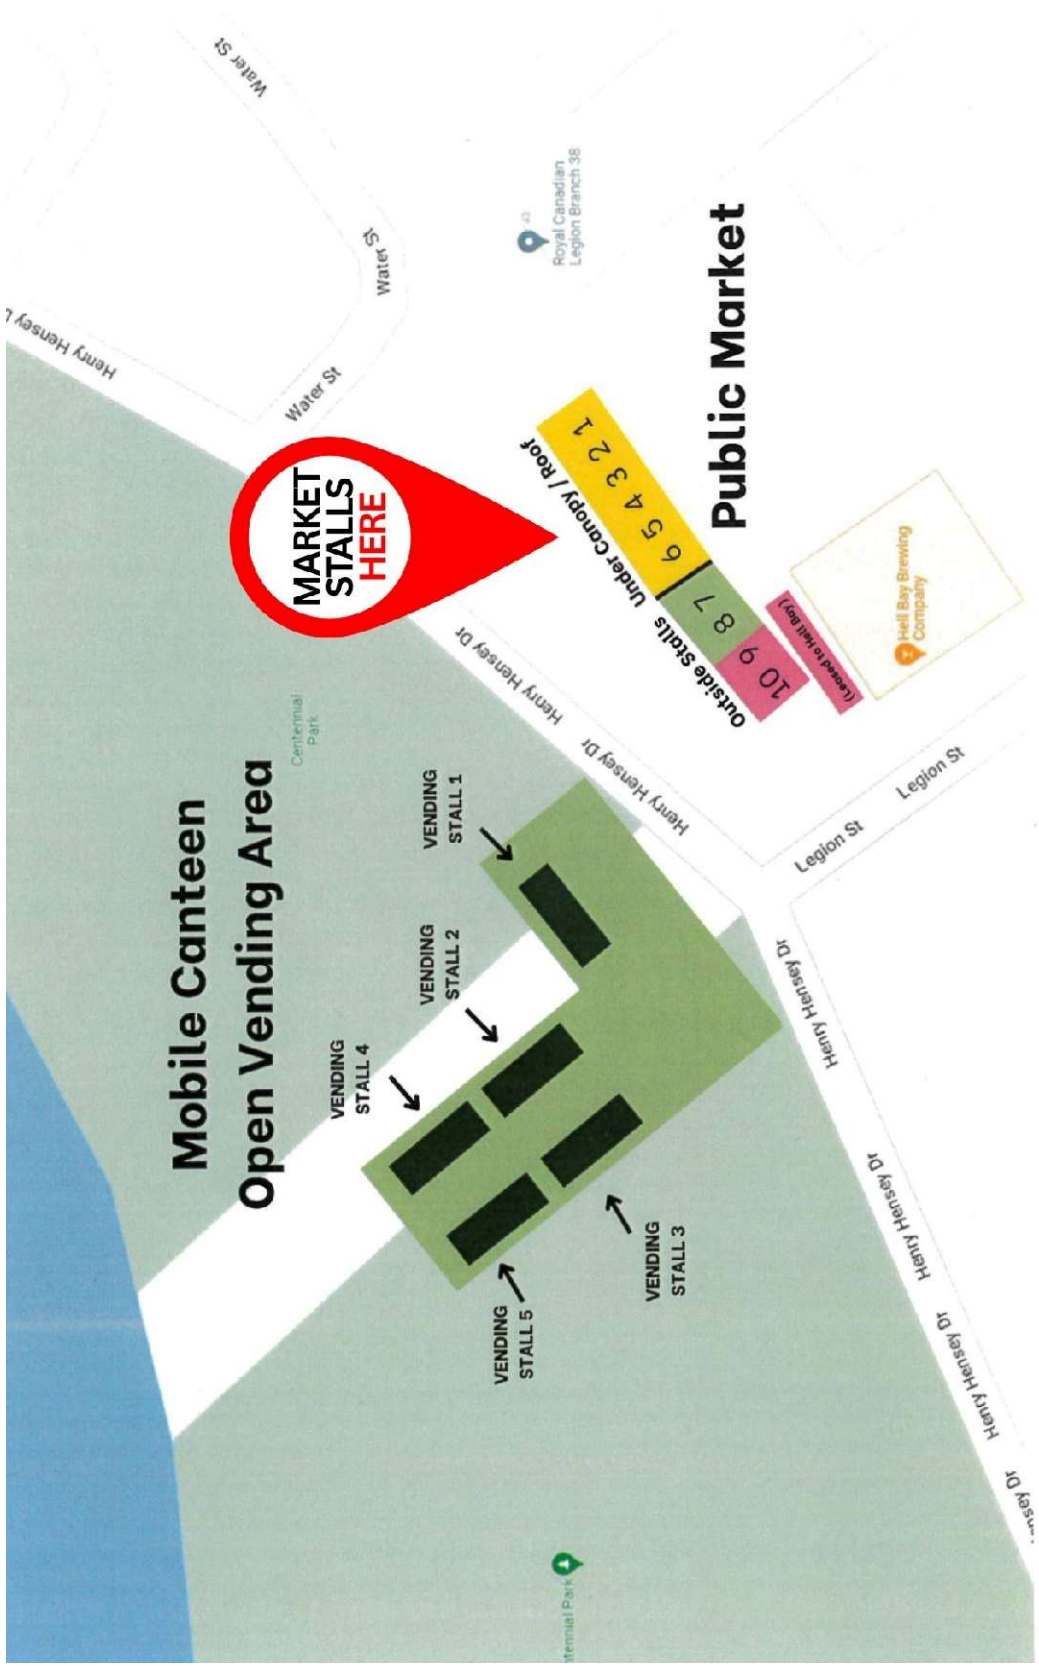 Mobile Canteen
Open Vending Area
VENDING
STALL 5
VENDING
STALL 4
VENDING
STALL 2
VENDING
STALL 1
VENDING
STALL 3
Centennial
Park
MARKET
STALLS
HERE
Water St
Water St
Water St
Henry Hensey
Henry Hensey Dr
Henry Hensey Dr
Henry Hensey Dr
Henry Hensey Dr
Henry Hensey Dr
Henry Hensey Dr
Legion St
Legion St
Outside Stalls
Under Canopy / Roof
10 9 8 7 6 5 4 3 2 1
(Leased to Hell Bay)
Public Market
Royal Canadian
Legion Branch 38
Hell Bay Brewing
Company
Park